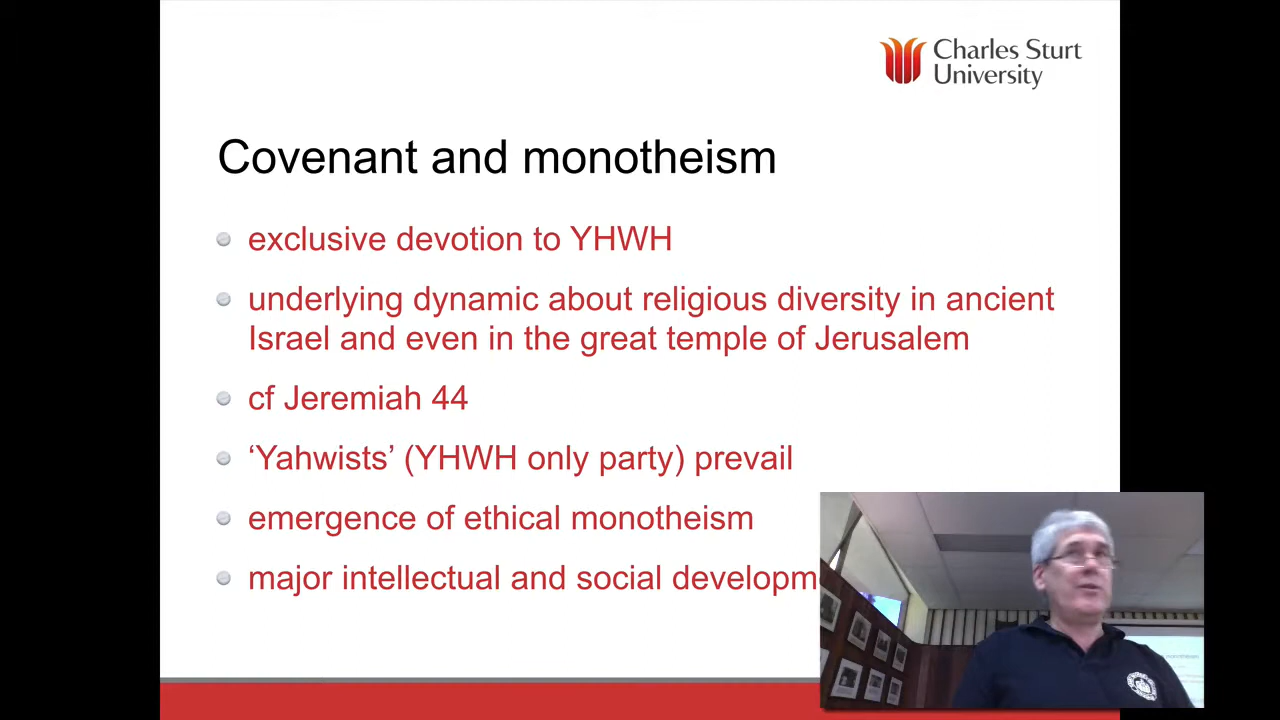 Charles Sturt
University
Covenant and monotheism
exclusive devotion to YHWH
underlying dynamic about religious diversity in ancient
Israel and even in the great temple of Jerusalem
cf Jeremiah 44
‘Yahwists’ (YHWH only party) prevail
emergence of ethical monotheism
major intellectual and social developm